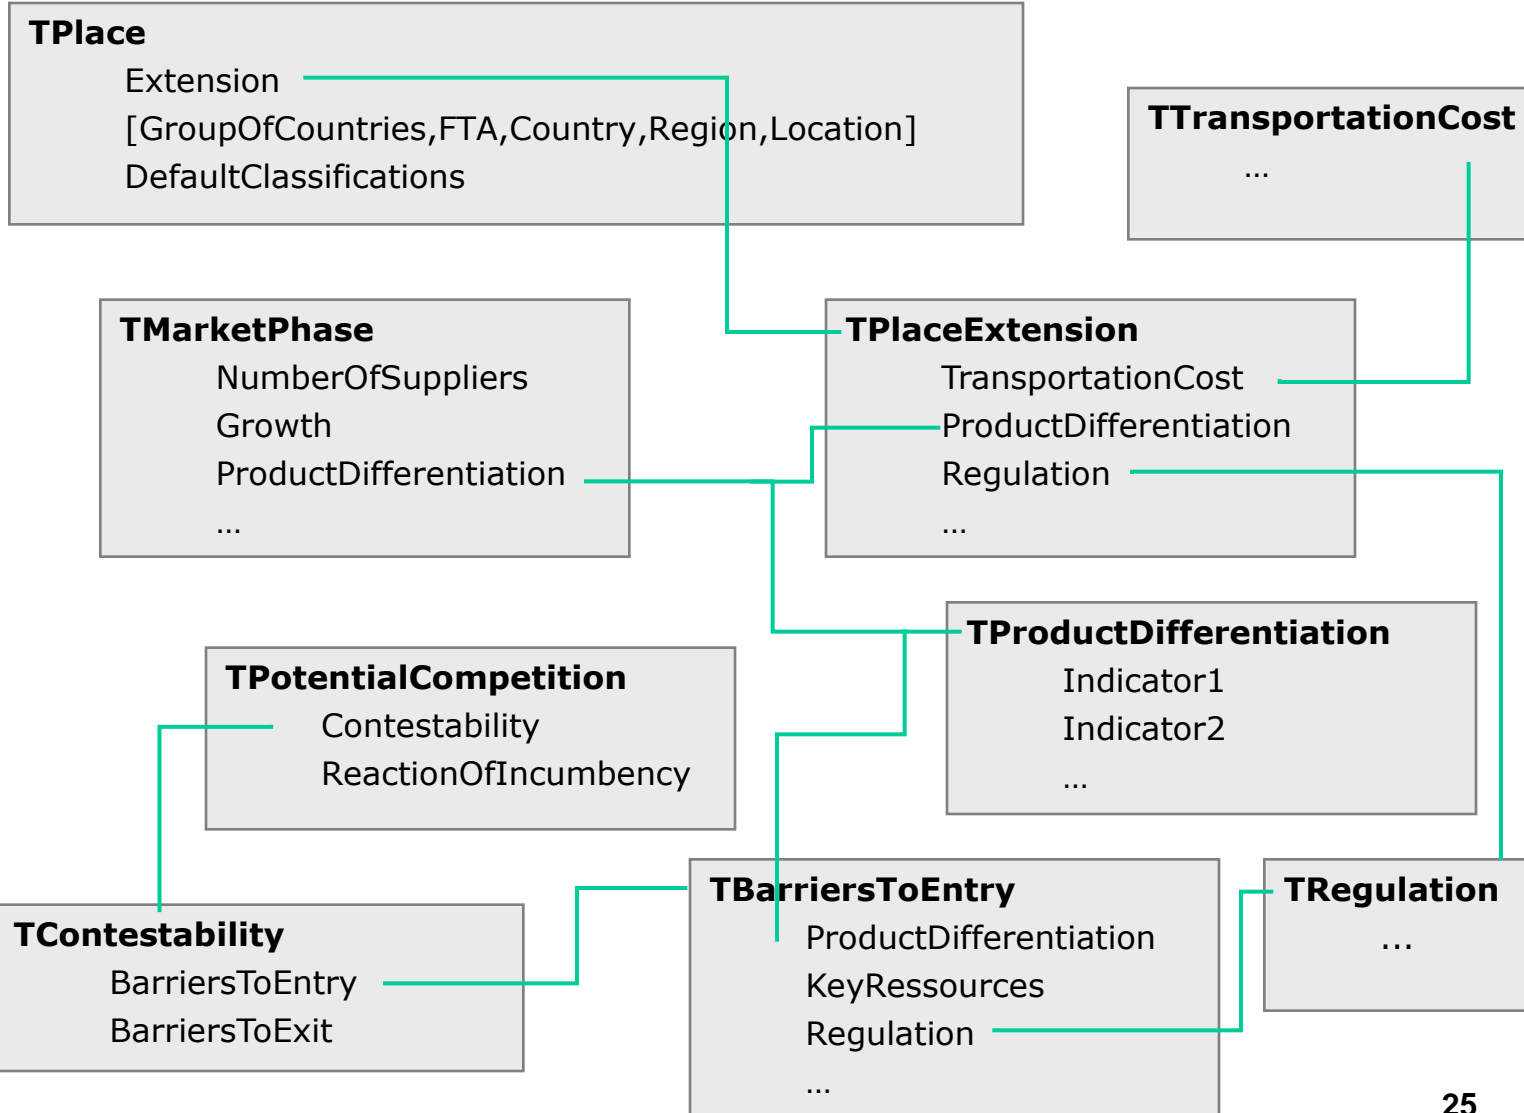 TPlace
Extension
[GroupOfCountries,FTA,Country,Region,Location]
DefaultClassifications
TTransportationCost
…
TMarketPhase
NumberOfSuppliers
Growth
ProductDifferentiation
…
TPlaceExtension
TransportationCost
ProductDifferentiation
Regulation
…
TProductDifferentiation
Indicator1
Indicator2
…
TPotentialCompetition
Contestability
ReactionOfIncumbency
TContestability
BarriersToEntry
BarriersToExit
TBarriersToEntry
ProductDifferentiation
KeyRessources
Regulation
…
TRegulation
…
25